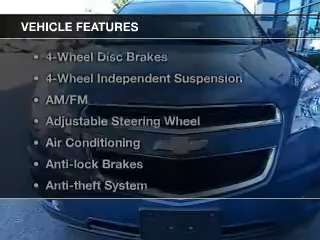 VEHICLE FEATURES
4-Wheel Disc Brakes
4-Wheel Independent Suspension
AM/FM
Adjustable Steering Wheel
Air Conditioning
Anti-lock Brakes
Anti-theft System